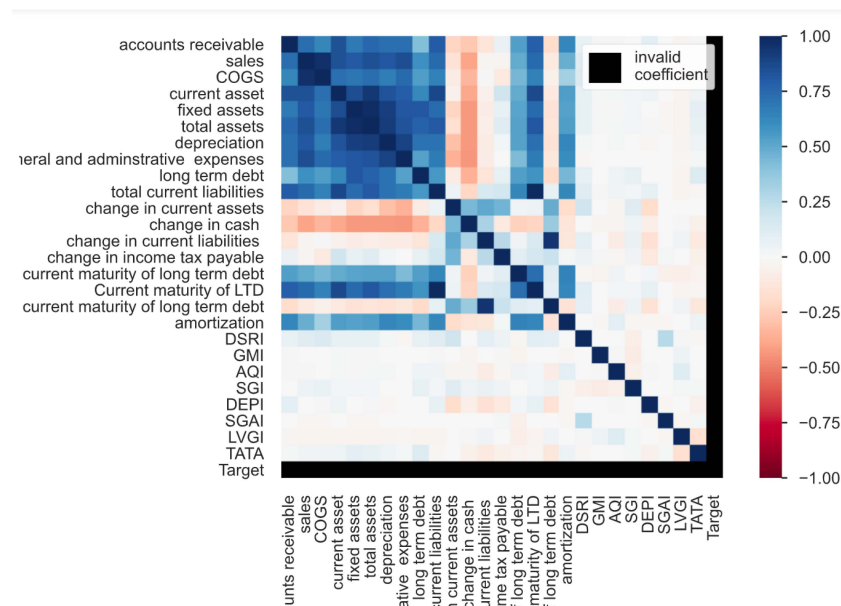 accounts receivable
sales
COGS
current asset
fixed assets
total assets
depreciation
neral and adminstrative expenses
long term debt
total current liabilities
change in current assets
change in cash
change in current liabilities
change in income tax payable
current maturity of long term debt
Current maturity of LTD
current maturity of long term debt
amortization
DSRI
GMI
AQI
SGI
DEPI
SGAI
LVGI
TATA
Target
invalid
coefficient
1.00
0.75
0.50
0.25
0.00
−0.25
−0.50
−0.75
−1.00
unts receivable
sales
COGS
current asset
fixed assets
total assets
depreciation
ative expenses
long term debt
current liabilities
n current assets
change in cash
urrent liabilities
me tax payable
long term debt
maturity of LTD
long term debt
amortization
DSRI
GMI
AQI
SGI
DEPI
SGAI
LVGI
TATA
Target